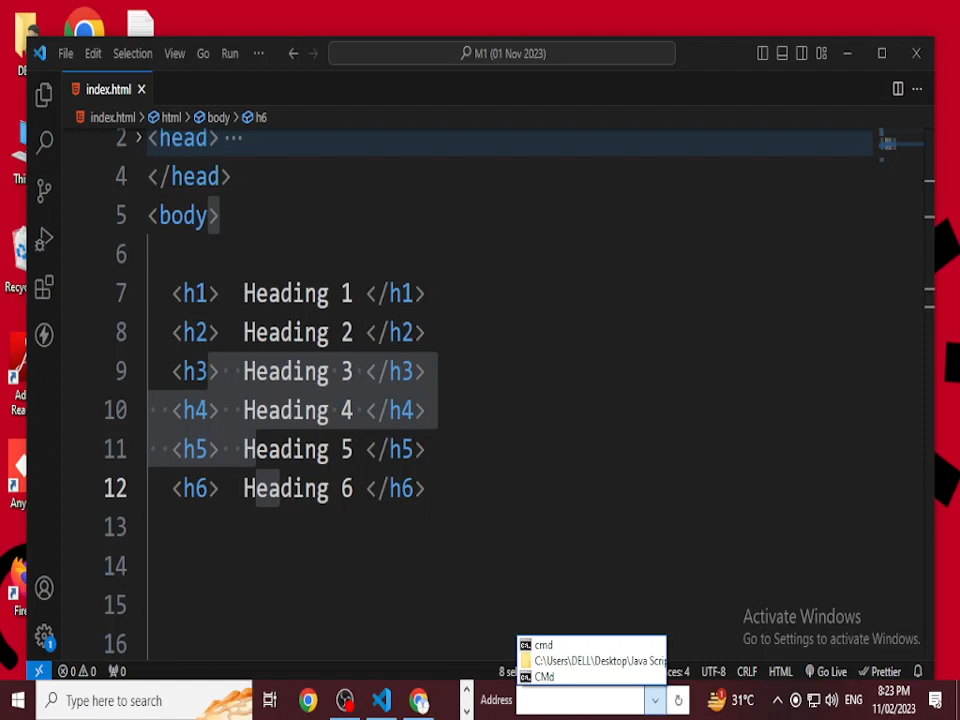 File Edit Selection View Go Run ··· M1 (01 Nov 2023)
index.html
index.html > html > body > h6
2 <head> ···
4 </head>
5 <body>
6
7 <h1> Heading 1 </h1>
8 <h2> Heading 2 </h2>
9 <h3> Heading 3 </h3>
10 <h4> Heading 4 </h4>
11 <h5> Heading 5 </h5>
12 <h6> Heading 6 </h6>
13
14
15
16
Activate Windows
Go to Settings to activate Windows.
cmd
C:\Users\DELL\Desktop\Java Scrip
CMd
0 0 0 UTF-8 CRLF HTML Go Live Prettier
Type here to search Address 31°C ENG
8:23 PM
11/02/2023